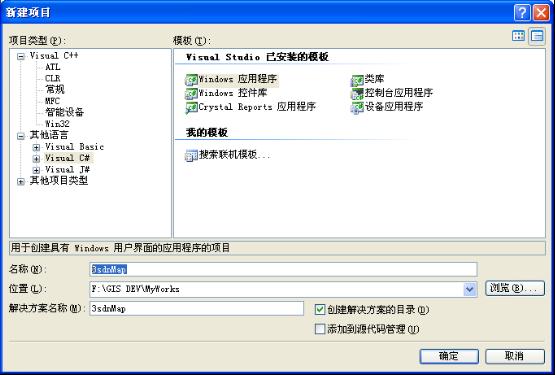 新建项目
项目类型(P):
模板(T):
Visual C++
ATL
CLR
常规
MFC
智能设备
Win32
其他语言
Visual Basic
Visual C#
Visual J#
其他项目类型
Visual Studio 已安装的模板
Windows 应用程序
类库
Windows 控件库
控制台应用程序
Crystal Reports 应用程序
设备应用程序
我的模板
搜索联机模板...
用于创建具有 Windows 用户界面的应用程序的项目
名称(N):
3sdnMap
位置(L):
F:\GIS DEV\MyWorks
浏览(B)...
解决方案名称(M):
3sdnMap
创建解决方案的目录(D)
添加到源代码管理(U)
确定
取消